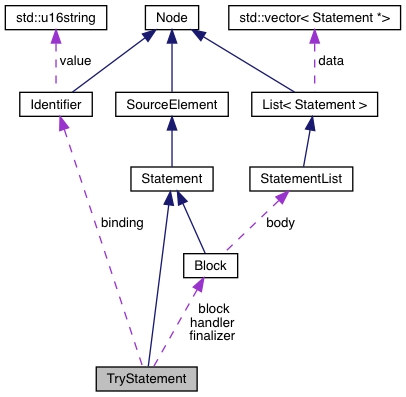 std::u16string
Node
std::vector< Statement *>
value
data
Identifier
SourceElement
List< Statement >
Statement
StatementList
binding
body
Block
block
handler
finalizer
TryStatement